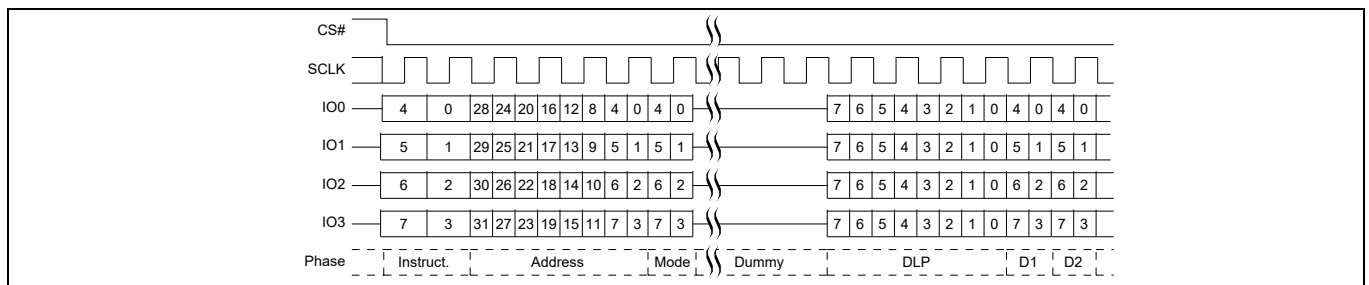 CS#
SCLK
IO0 4 0 28 24 20 16 12 8 4 0 4 0 7 6 5 4 3 2 1 0 4 0 4 0
IO1 5 1 29 25 21 17 13 9 5 1 5 1 7 6 5 4 3 2 1 0 5 1 5 1
IO2 6 2 30 26 22 18 14 10 6 2 6 2 7 6 5 4 3 2 1 0 6 2 6 2
IO3 7 3 31 27 23 19 15 11 7 3 7 3 7 6 5 4 3 2 1 0 7 3 7 3
Phase Instruct. Address Mode Dummy DLP D1 D2